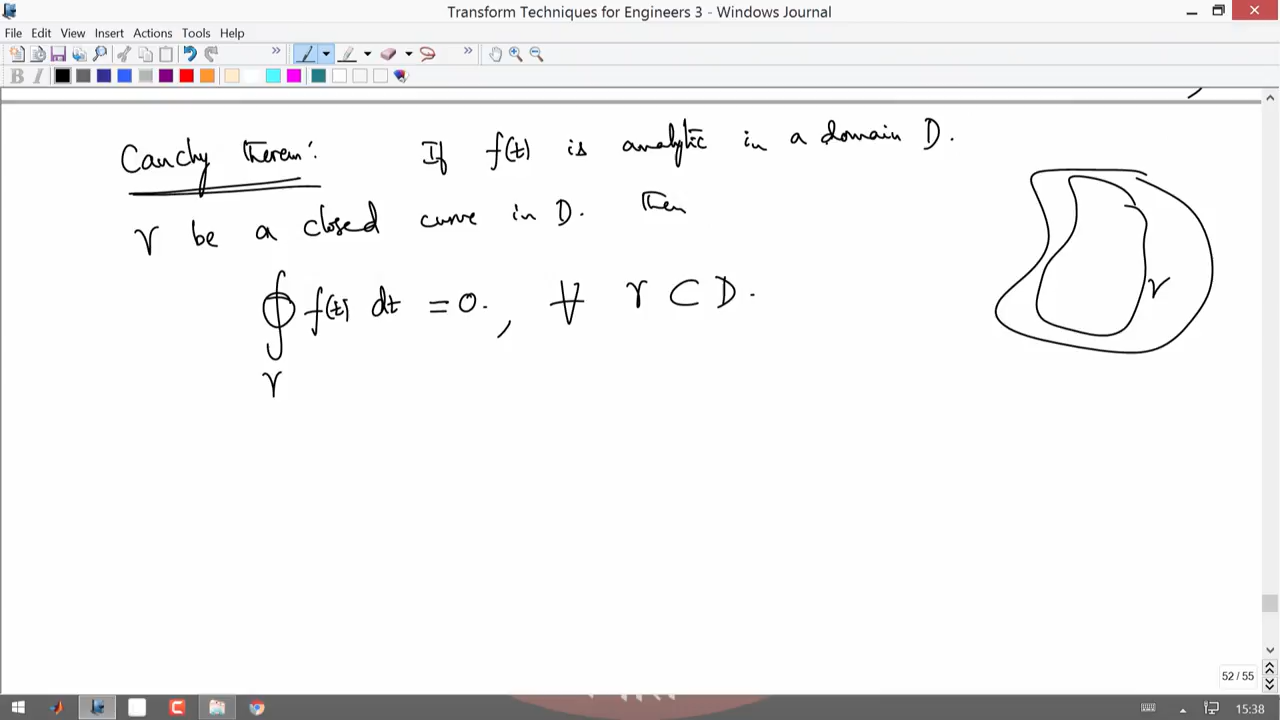 Transform Techniques for Engineers 3 - Windows Journal
File Edit View Insert Actions Tools Help
B I
Cauchy therem: If f(t) is analytic in a domain D.
γ be a closed curve in D. Then
∮ f(t) dt = 0. , ∀ γ ⊂ D.
γ
γ
52 / 55
15:38